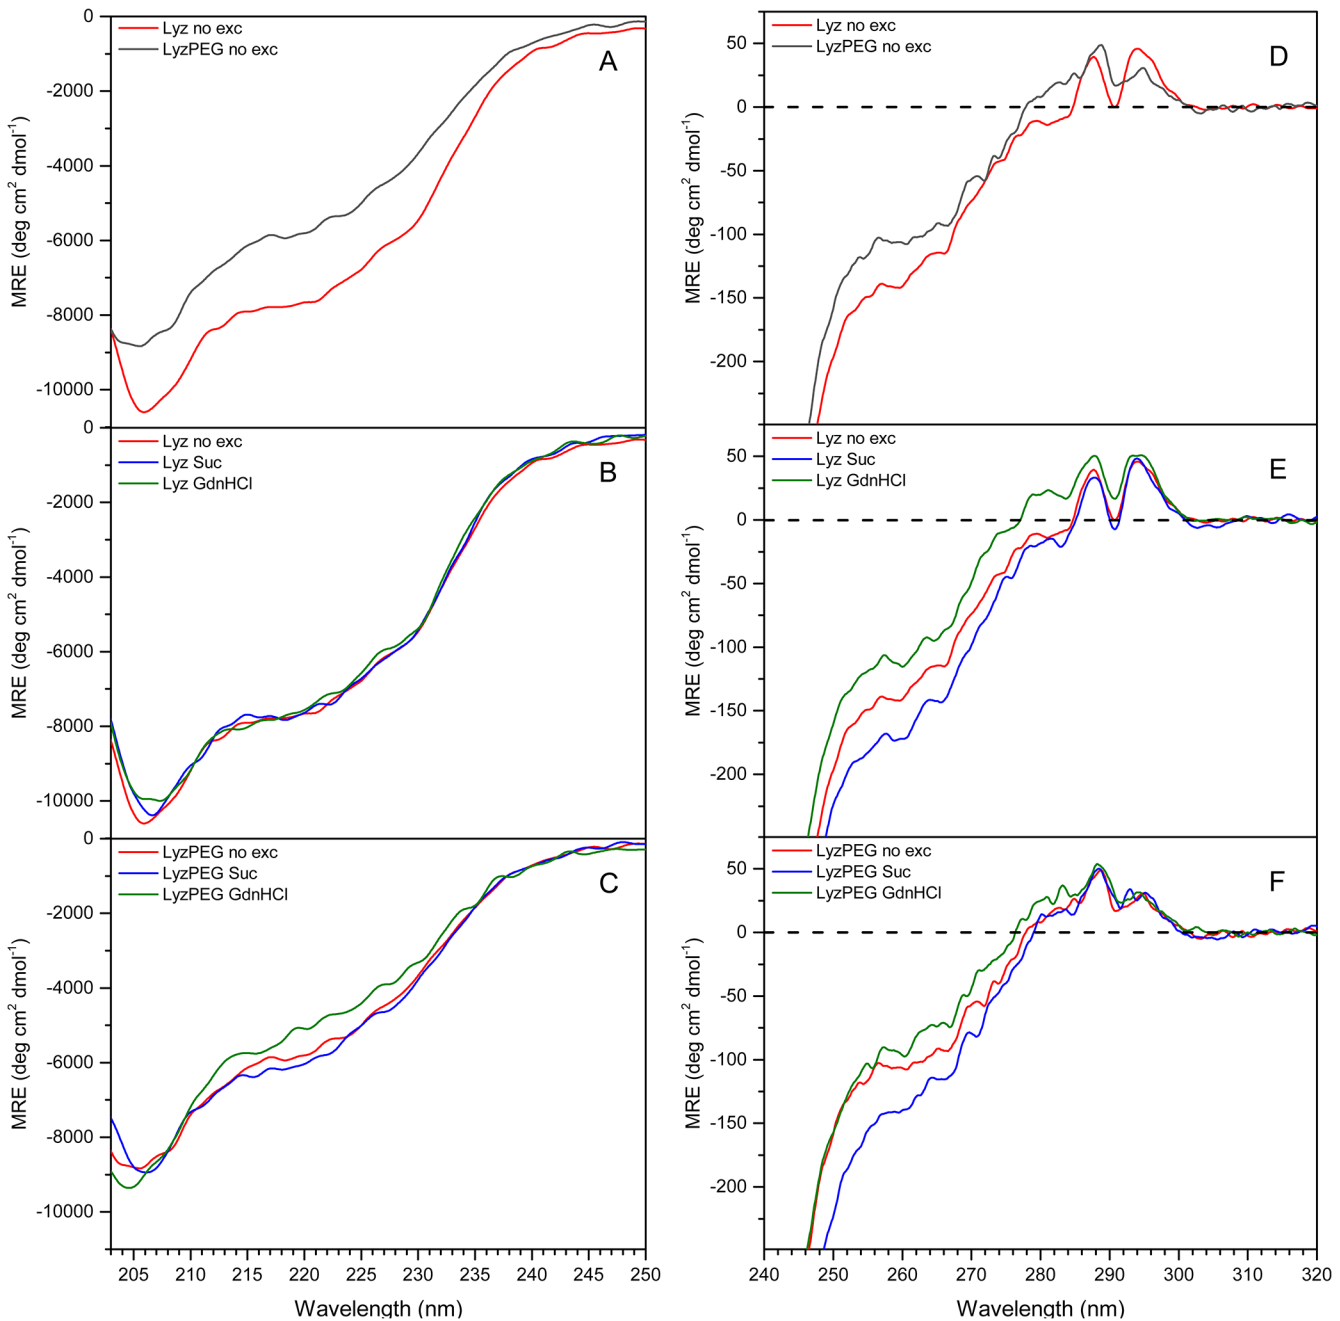 Lyz no exc
LyzPEG no exc
A
0
-2000
-4000
-6000
-8000
-10000
MRE (deg cm² dmol⁻¹)
Lyz no exc
Lyz Suc
Lyz GdnHCl
B
0
-2000
-4000
-6000
-8000
-10000
MRE (deg cm² dmol⁻¹)
LyzPEG no exc
LyzPEG Suc
LyzPEG GdnHCl
C
0
-2000
-4000
-6000
-8000
-10000
MRE (deg cm² dmol⁻¹)
205 210 215 220 225 230 235 240 245 250
Wavelength (nm)
Lyz no exc
LyzPEG no exc
D
50
0
-50
-100
-150
-200
MRE (deg cm² dmol⁻¹)
Lyz no exc
Lyz Suc
Lyz GdnHCl
E
50
0
-50
-100
-150
-200
MRE (deg cm² dmol⁻¹)
LyzPEG no exc
LyzPEG Suc
LyzPEG GdnHCl
F
50
0
-50
-100
-150
-200
MRE (deg cm² dmol⁻¹)
240 250 260 270 280 290 300 310 320
Wavelength (nm)